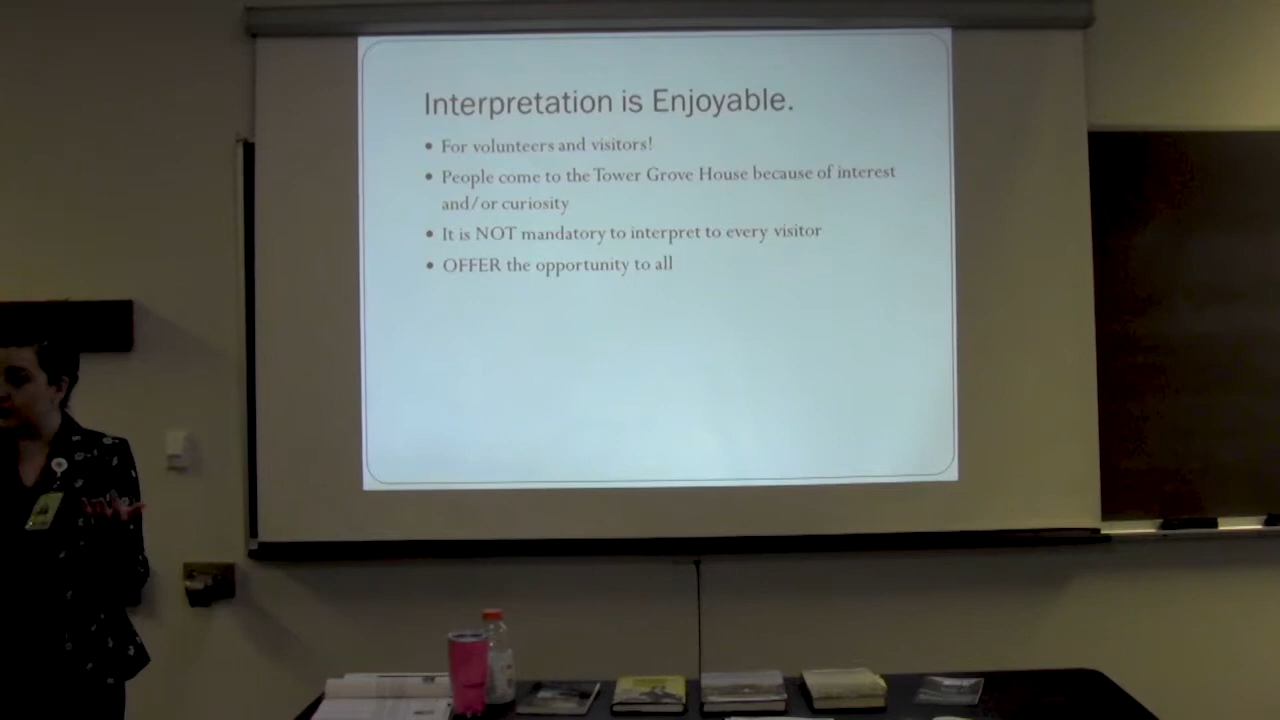 Interpretation is Enjoyable.
• For volunteers and visitors!
• People come to the Tower Grove House because of interest
and/or curiosity
• It is NOT mandatory to interpret to every visitor
• OFFER the opportunity to all